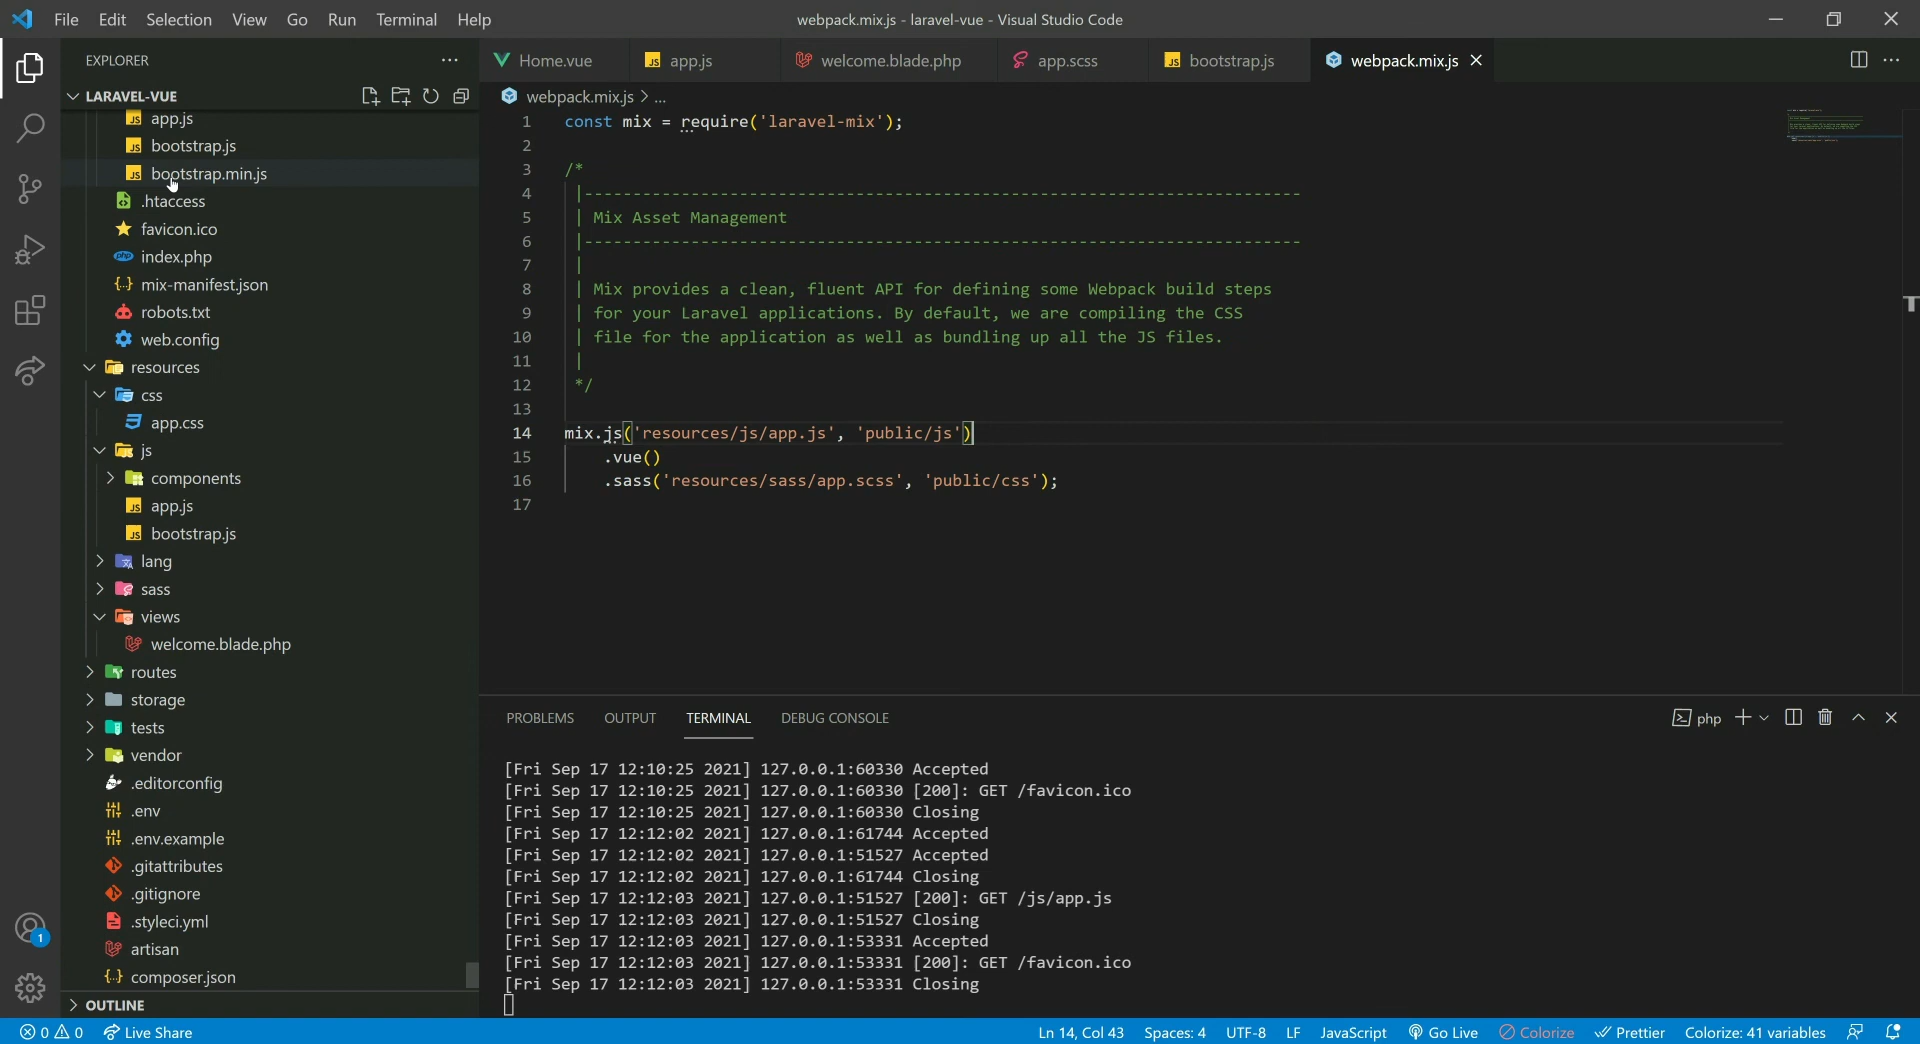 File Edit Selection View Go Run Terminal Help
webpack.mix.js - laravel-vue - Visual Studio Code
EXPLORER
LARAVEL-VUE
app.js
bootstrap.js
bootstrap.min.js
.htaccess
favicon.ico
index.php
mix-manifest.json
robots.txt
web.config
resources
css
app.css
js
components
app.js
bootstrap.js
lang
sass
views
welcome.blade.php
routes
storage
tests
vendor
.editorconfig
.env
.env.example
.gitattributes
.gitignore
.styleci.yml
artisan
composer.json
OUTLINE
1
Home.vue
JS app.js
welcome.blade.php
app.scss
JS bootstrap.js
webpack.mix.js
webpack.mix.js > ...
1 const mix = require('laravel-mix');
2
3 /*
4 |--------------------------------------------------------------------------
5 | Mix Asset Management
6 |--------------------------------------------------------------------------
7 |
8 | Mix provides a clean, fluent API for defining some Webpack build steps
9 | for your Laravel applications. By default, we are compiling the CSS
10 | file for the application as well as bundling up all the JS files.
11 |
12 */
13
14 mix.js('resources/js/app.js', 'public/js')
15 .vue()
16 .sass('resources/sass/app.scss', 'public/css');
17
PROBLEMS OUTPUT TERMINAL DEBUG CONSOLE
php
[Fri Sep 17 12:10:25 2021] 127.0.0.1:60330 Accepted
[Fri Sep 17 12:10:25 2021] 127.0.0.1:60330 [200]: GET /favicon.ico
[Fri Sep 17 12:10:25 2021] 127.0.0.1:60330 Closing
[Fri Sep 17 12:12:02 2021] 127.0.0.1:61744 Accepted
[Fri Sep 17 12:12:02 2021] 127.0.0.1:51527 Accepted
[Fri Sep 17 12:12:02 2021] 127.0.0.1:61744 Closing
[Fri Sep 17 12:12:03 2021] 127.0.0.1:51527 [200]: GET /js/app.js
[Fri Sep 17 12:12:03 2021] 127.0.0.1:51527 Closing
[Fri Sep 17 12:12:03 2021] 127.0.0.1:53331 Accepted
[Fri Sep 17 12:12:03 2021] 127.0.0.1:53331 [200]: GET /favicon.ico
[Fri Sep 17 12:12:03 2021] 127.0.0.1:53331 Closing
0 0 Live Share
Ln 14, Col 43 Spaces: 4 UTF-8 LF JavaScript Go Live Colorize Prettier Colorize: 41 variables